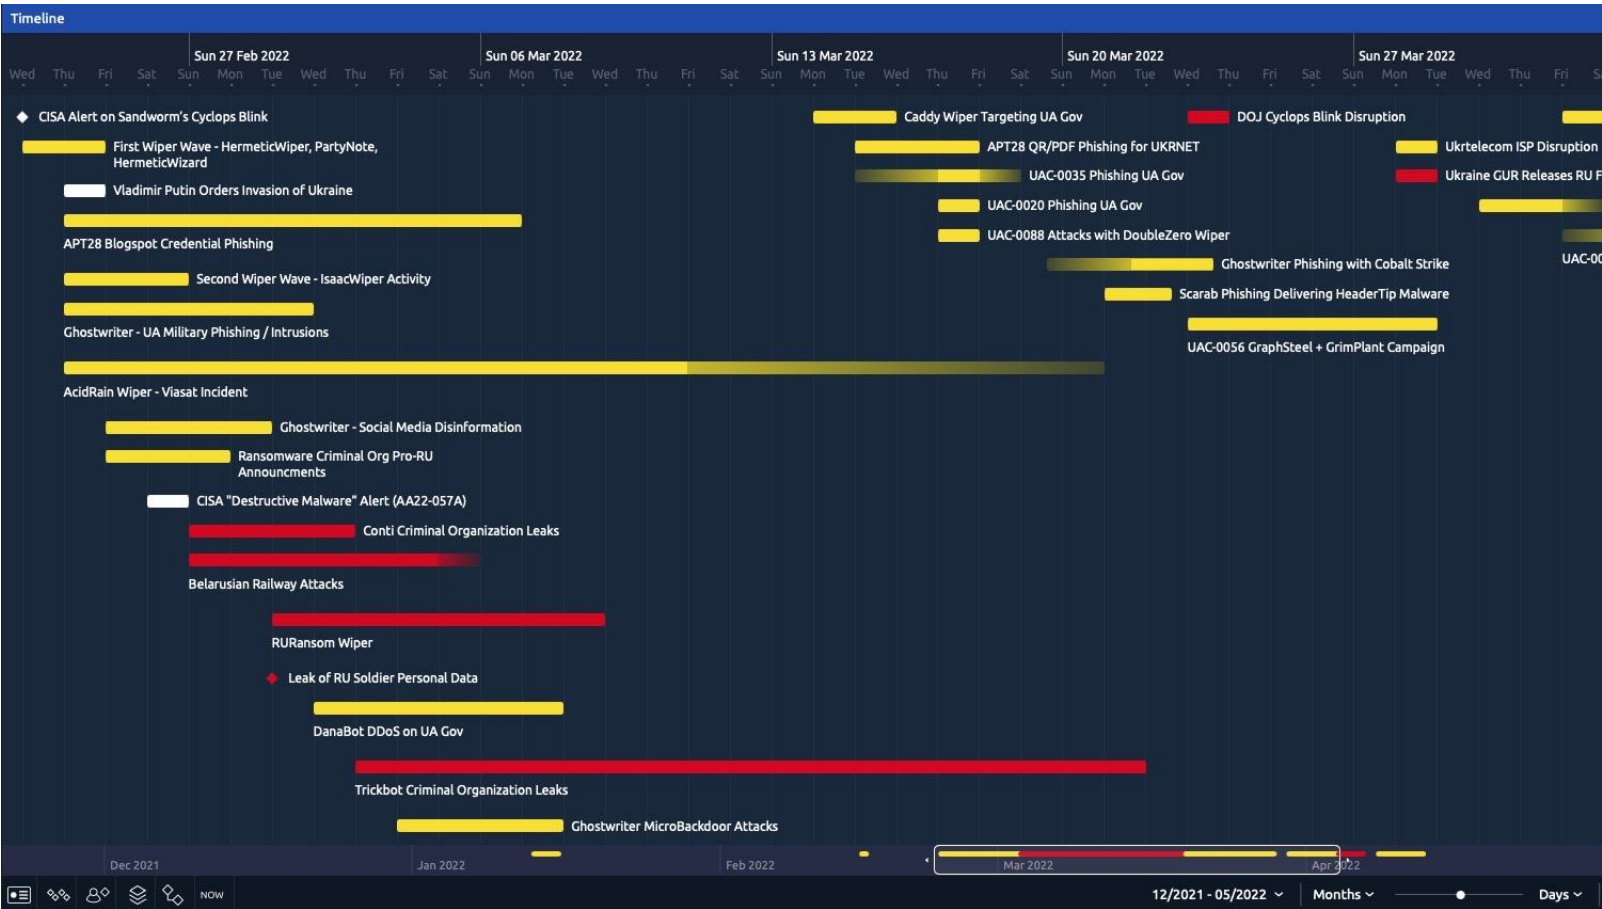 Timeline
Sun 27 Feb 2022 Sun 06 Mar 2022 Sun 13 Mar 2022 Sun 20 Mar 2022 Sun 27 Mar 2022
Wed Thu Fri Sat Sun Mon Tue Wed Thu Fri Sat Sun Mon Tue Wed Thu Fri Sat Sun Mon Tue Wed Thu Fri Sat Sun Mon Tue Wed Thu Fri Sat Sun Mon Tue Wed Thu Fri
CISA Alert on Sandworm's Cyclops Blink
First Wiper Wave - HermeticWiper, PartyNote,
HermeticWizard
Vladimir Putin Orders Invasion of Ukraine
APT28 Blogspot Credential Phishing
Second Wiper Wave - IsaacWiper Activity
Ghostwriter - UA Military Phishing / Intrusions
AcidRain Wiper - Viasat Incident
Ghostwriter - Social Media Disinformation
Ransomware Criminal Org Pro-RU
Announcments
CISA "Destructive Malware" Alert (AA22-057A)
Conti Criminal Organization Leaks
Belarusian Railway Attacks
RURansom Wiper
Leak of RU Soldier Personal Data
DanaBot DDoS on UA Gov
Trickbot Criminal Organization Leaks
Ghostwriter MicroBackdoor Attacks
Caddy Wiper Targeting UA Gov
APT28 QR/PDF Phishing for UKRNET
UAC-0035 Phishing UA Gov
UAC-0020 Phishing UA Gov
UAC-0088 Attacks with DoubleZero Wiper
Ghostwriter Phishing with Cobalt Strike
Scarab Phishing Delivering HeaderTip Malware
UAC-0056 GraphSteel + GrimPlant Campaign
DOJ Cyclops Blink Disruption
Ukrtelecom ISP Disruption
Ukraine GUR Releases RU F
UAC-00
Dec 2021 Jan 2022 Feb 2022 Mar 2022 Apr 2022
NOW 12/2021 - 05/2022 Months Days